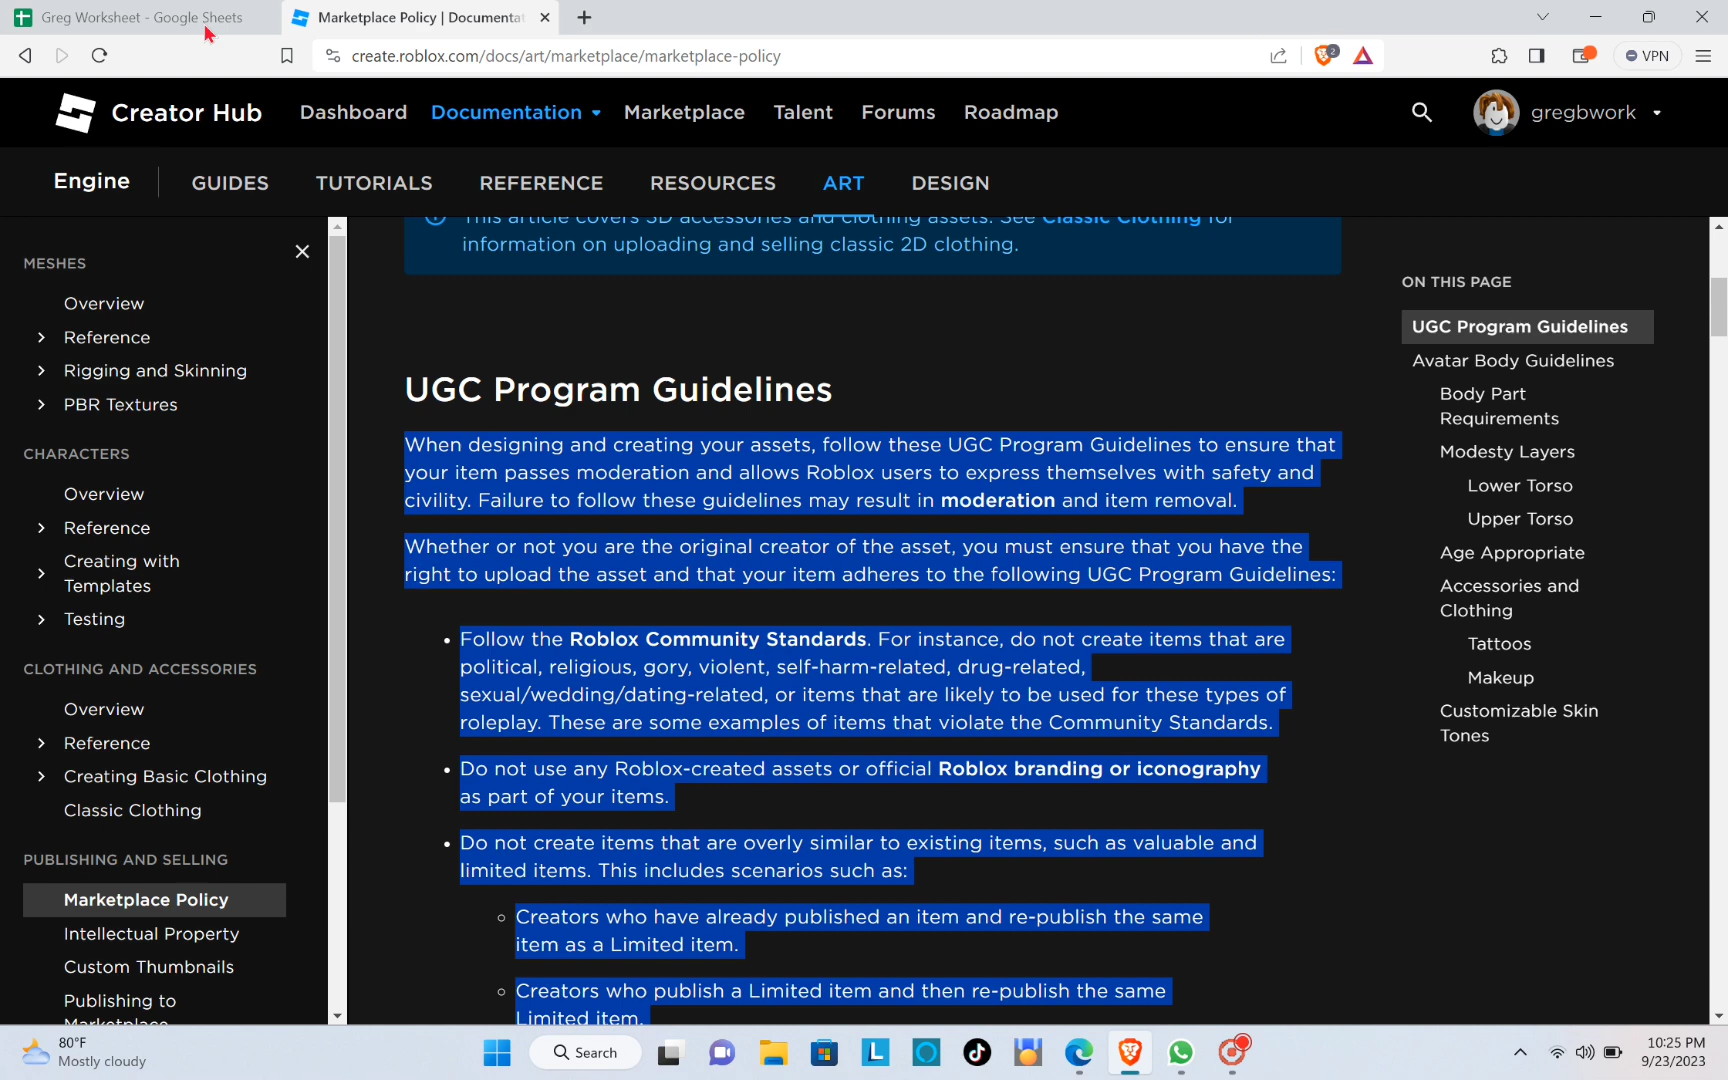 Greg Worksheet - Google Sheets
Marketplace Policy | Documentat
create.roblox.com/docs/art/marketplace/marketplace-policy
2
VPN
Creator Hub
Dashboard
Documentation
Marketplace
Talent
Forums
Roadmap
gregbwork
Engine
GUIDES
TUTORIALS
REFERENCE
RESOURCES
ART
DESIGN
MESHES
Overview
Reference
Rigging and Skinning
PBR Textures
CHARACTERS
Overview
Reference
Creating with
Templates
Testing
CLOTHING AND ACCESSORIES
Overview
Reference
Creating Basic Clothing
Classic Clothing
PUBLISHING AND SELLING
Marketplace Policy
Intellectual Property
Custom Thumbnails
Publishing to
Marketplace
This article covers 3D accessories and clothing assets. See Classic Clothing for
information on uploading and selling classic 2D clothing.
UGC Program Guidelines
When designing and creating your assets, follow these UGC Program Guidelines to ensure that
your item passes moderation and allows Roblox users to express themselves with safety and
civility. Failure to follow these guidelines may result in moderation and item removal.
Whether or not you are the original creator of the asset, you must ensure that you have the
right to upload the asset and that your item adheres to the following UGC Program Guidelines:
• Follow the Roblox Community Standards. For instance, do not create items that are
political, religious, gory, violent, self-harm-related, drug-related,
sexual/wedding/dating-related, or items that are likely to be used for these types of
roleplay. These are some examples of items that violate the Community Standards.
• Do not use any Roblox-created assets or official Roblox branding or iconography
as part of your items.
• Do not create items that are overly similar to existing items, such as valuable and
limited items. This includes scenarios such as:
◦ Creators who have already published an item and re-publish the same
item as a Limited item.
◦ Creators who publish a Limited item and then re-publish the same
Limited item.
ON THIS PAGE
UGC Program Guidelines
Avatar Body Guidelines
Body Part
Requirements
Modesty Layers
Lower Torso
Upper Torso
Age Appropriate
Accessories and
Clothing
Tattoos
Makeup
Customizable Skin
Tones
80°F
Mostly cloudy
Search
L
10:25 PM
9/23/2023